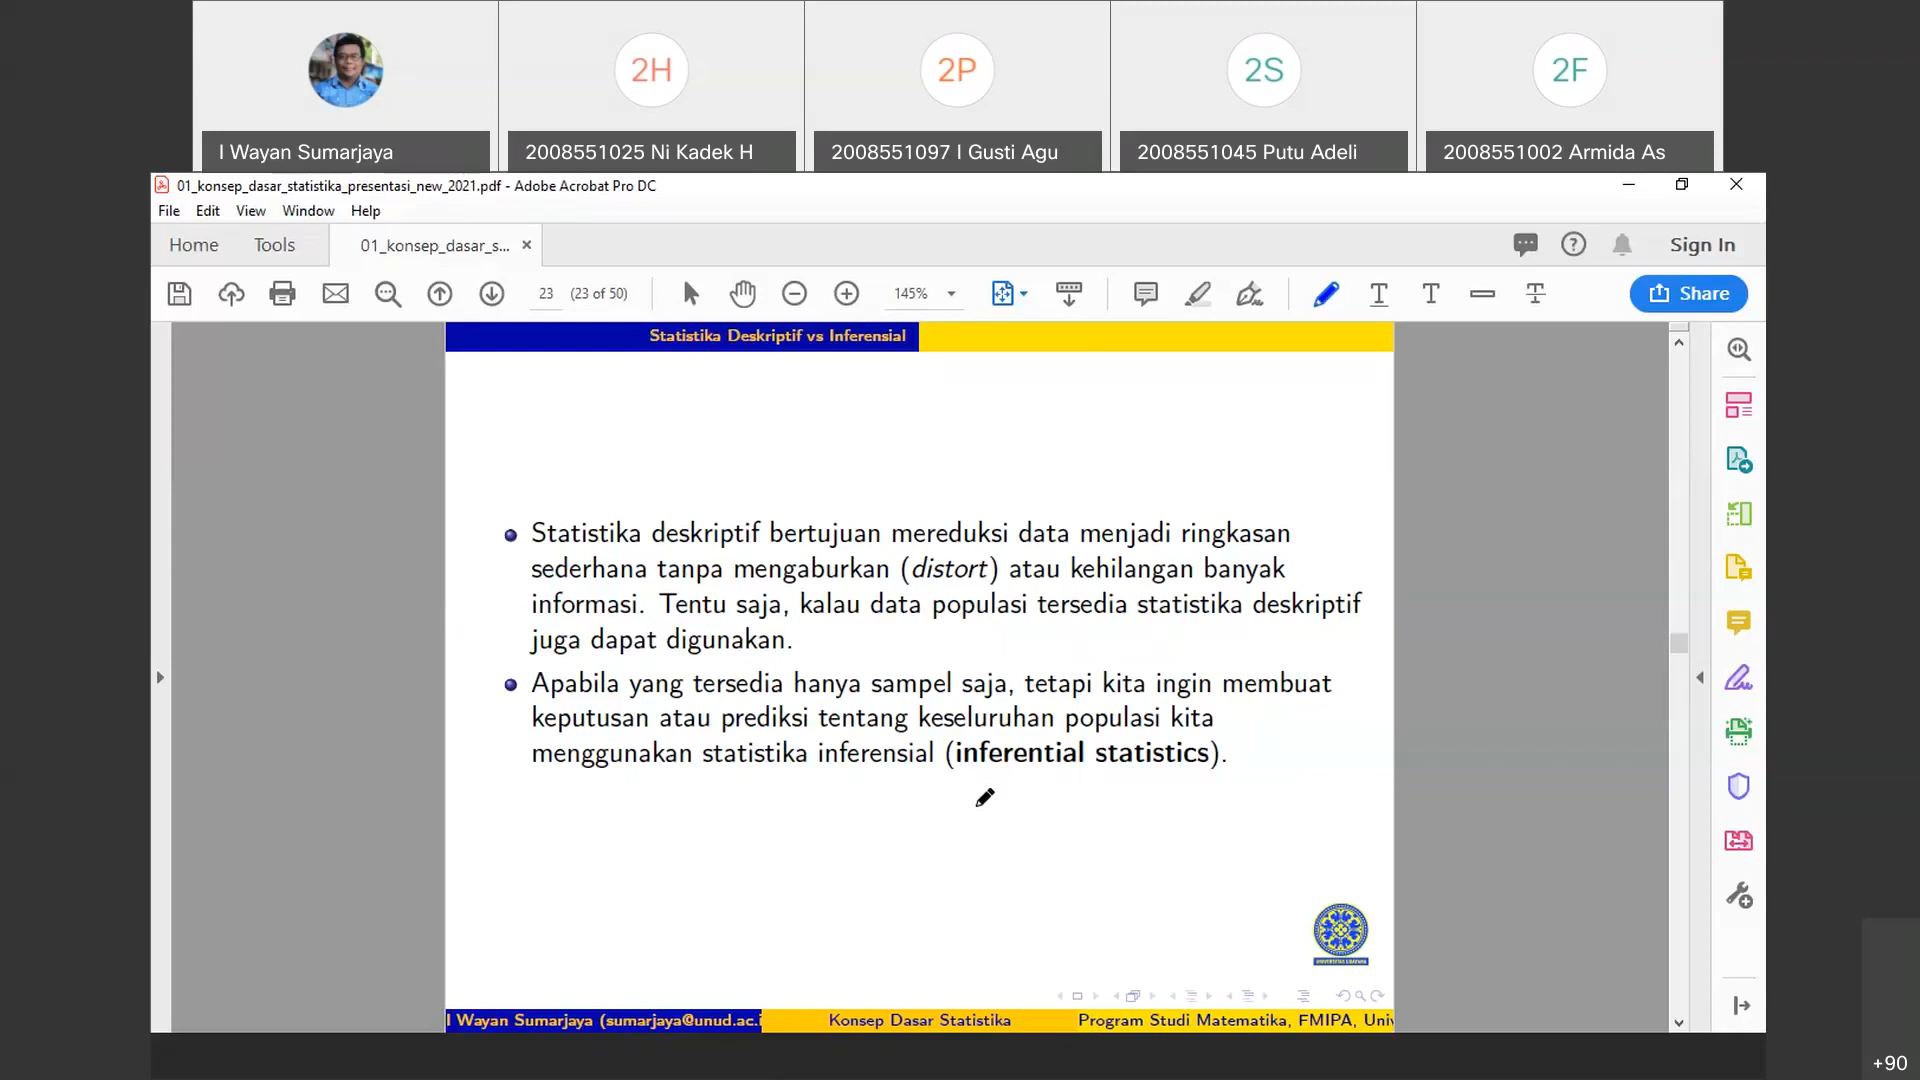 2H
2P
2S
2F
I Wayan Sumarjaya
2008551025 Ni Kadek H
2008551097 I Gusti Agu
2008551045 Putu Adeli
2008551002 Armida As
01_konsep_dasar_statistika_presentasi_new_2021.pdf - Adobe Acrobat Pro DC
File Edit View Window Help
Home Tools 01_konsep_dasar_s... Sign In
23 (23 of 50) 145% Share
Statistika Deskriptif vs Inferensial
Statistika deskriptif bertujuan mereduksi data menjadi ringkasan
sederhana tanpa mengaburkan (distort) atau kehilangan banyak
informasi. Tentu saja, kalau data populasi tersedia statistika deskriptif
juga dapat digunakan.
Apabila yang tersedia hanya sampel saja, tetapi kita ingin membuat
keputusan atau prediksi tentang keseluruhan populasi kita
menggunakan statistika inferensial (inferential statistics).
UNIVERSITAS UDAYANA
I Wayan Sumarjaya (sumarjaya@unud.ac.i Konsep Dasar Statistika Program Studi Matematika, FMIPA, Univ
+90